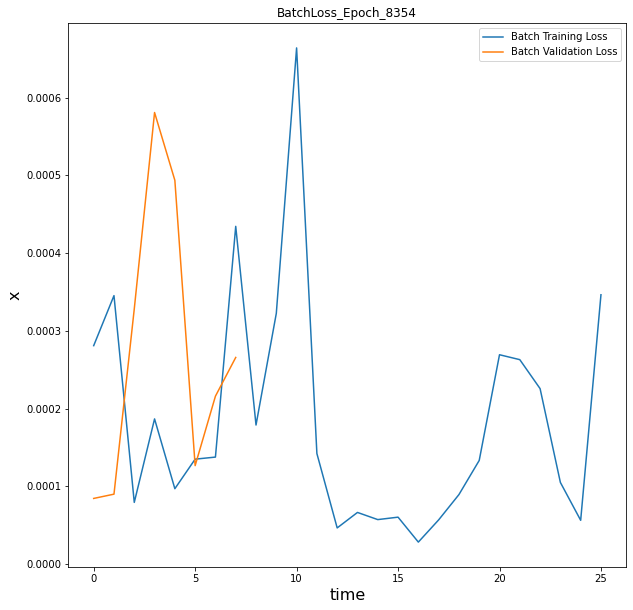 BatchLoss_Epoch_8354
Batch Training Loss
Batch Validation Loss
0.0006
0.0005
0.0004
0.0003
0.0002
0.0001
0.0000
x
0 5 10 15 20 25
time